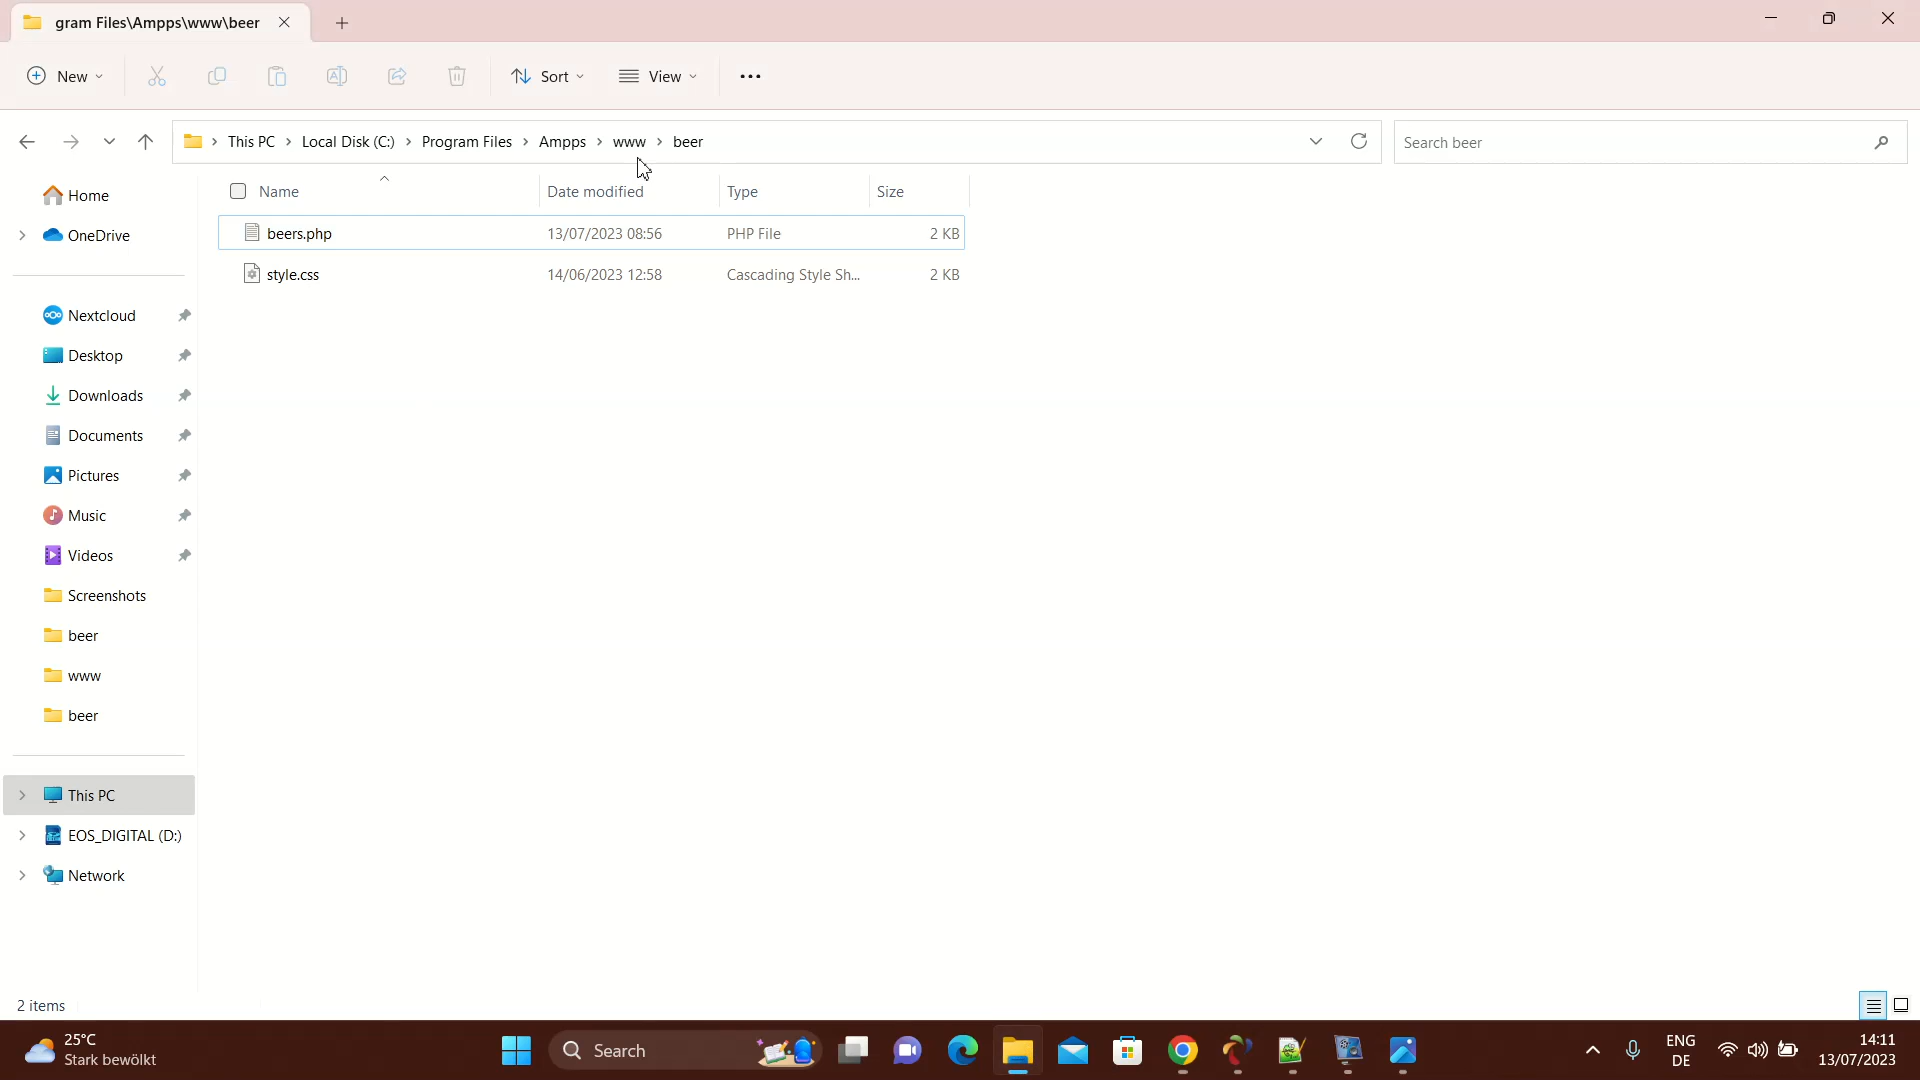 gram Files\Ampps\www\beer
New
Sort
View
This PC > Local Disk (C:) > Program Files > Ampps > www > beer
Search beer
Name Date modified Type Size
beers.php 13/07/2023 08:56 PHP File 2 KB
style.css 14/06/2023 12:58 Cascading Style Sh... 2 KB
Home
OneDrive
Nextcloud
Desktop
Downloads
Documents
Pictures
Music
Videos
Screenshots
beer
www
beer
This PC
EOS_DIGITAL (D:)
Network
2 items
25°C
Stark bewölkt
Search
ENG
DE
14:11
13/07/2023